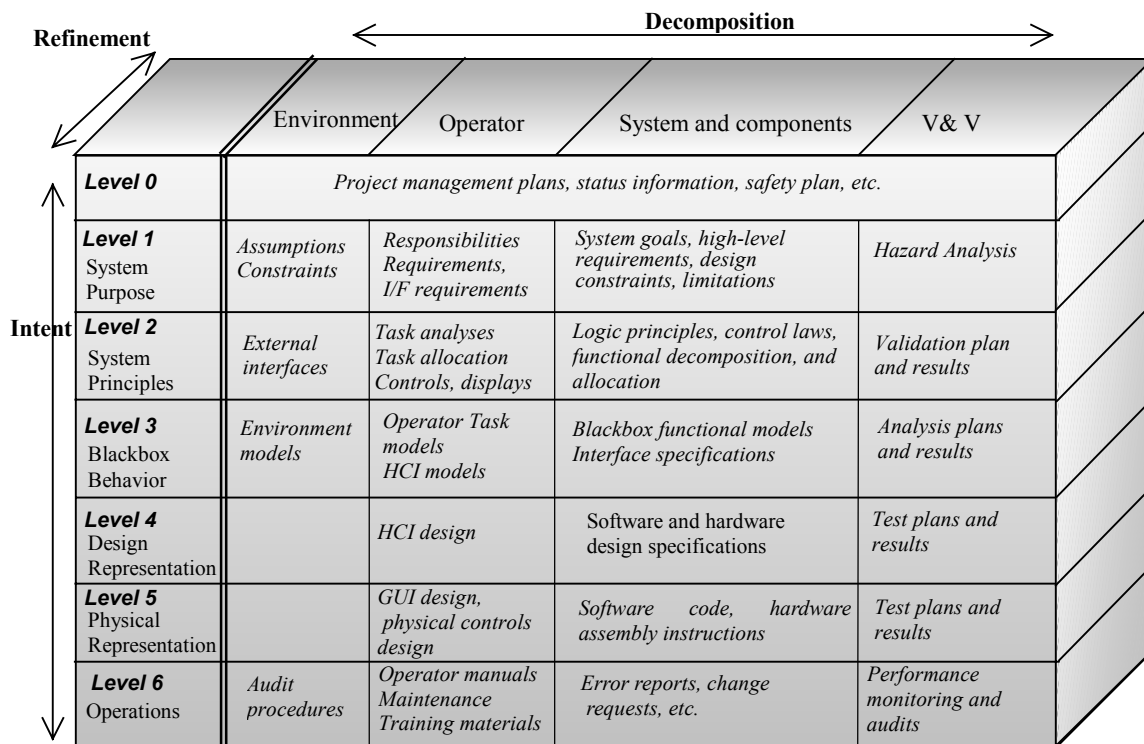 Decomposition
Refinement
Environment
Operator
System and components
V& V
Level 0
Project management plans, status information, safety plan, etc.
Level 1
System
Purpose
Assumptions
Constraints
Responsibilities
Requirements,
I/F requirements
System goals, high-level
requirements, design
constraints, limitations
Hazard Analysis
Intent
Level 2
System
Principles
External
interfaces
Task analyses
Task allocation
Controls, displays
Logic principles, control laws,
functional decomposition, and
allocation
Validation plan
and results
Level 3
Blackbox
Behavior
Environment
models
Operator Task
models
HCI models
Blackbox functional models
Interface specifications
Analysis plans
and results
Level 4
Design
Representation
HCI design
Software and hardware
design specifications
Test plans and
results
Level 5
Physical
Representation
GUI design,
physical controls
design
Software code, hardware
assembly instructions
Test plans and
results
Level 6
Operations
Audit
procedures
Operator manuals
Maintenance
Training materials
Error reports, change
requests, etc.
Performance
monitoring and
audits